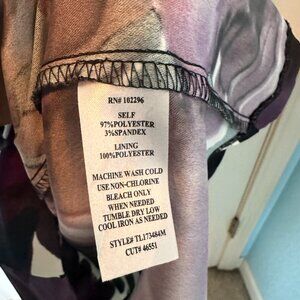 RN# 102296
SELF
97%POLYESTER
3%SPANDEX
LINING
100%POLYESTER
MACHINE WASH COLD
USE NON-CHLORINE
BLEACH ONLY
WHEN NEEDED
TUMBLE DRY LOW
COOL IRON AS NEEDED
STYLE# TL173484M
CUT# 46551